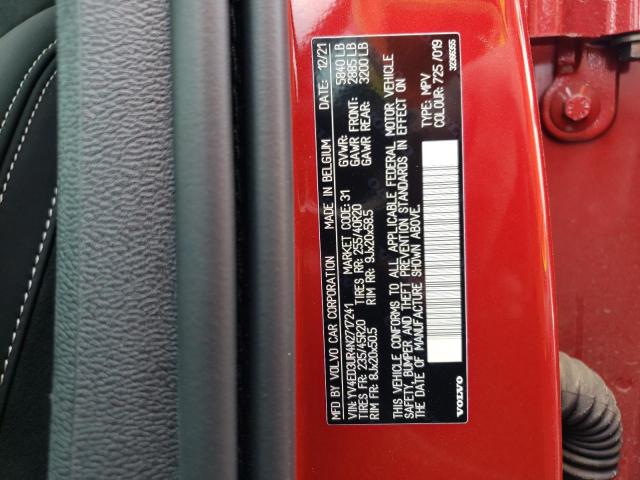 MFD BY VOLVO CAR CORPORATION MADE IN BELGIUM DATE: 12/21
VIN: YV4ED3UR4N2717241 GVWR: 5840 LB
MARKET CODE: 31 GAWR FRONT: 2885 LB
TIRES FR: 235/45R20 TIRES RR: 255/40R20 GAWR REAR: 3200 LB
RIM FR: 8Jx20x50.5 RIM RR: 9Jx20x58.5
THIS VEHICLE CONFORMS TO ALL APPLICABLE FEDERAL MOTOR VEHICLE
SAFETY, BUMPER AND THEFT PREVENTION STANDARDS IN EFFECT ON
THE DATE OF MANUFACTURE SHOWN ABOVE.
TYPE: MPV
COLOUR: 725/019
VOLVO